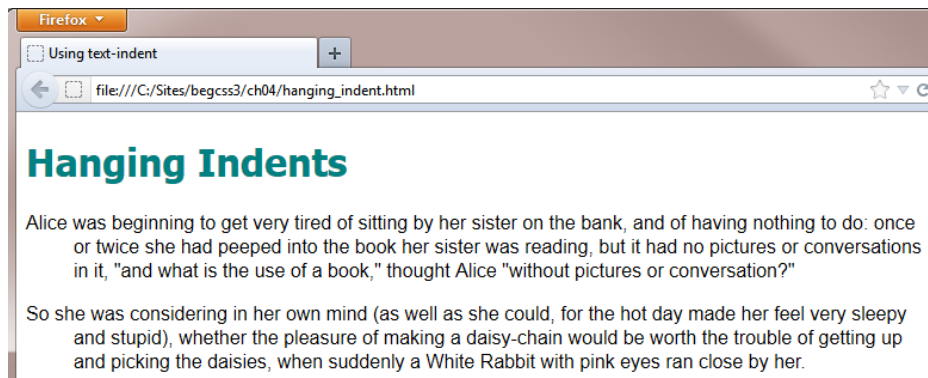 Firefox
Using text-indent
file:///C:/Sites/begcss3/ch04/hanging_indent.html
Hanging Indents
Alice was beginning to get very tired of sitting by her sister on the bank, and of having nothing to do: once
or twice she had peeped into the book her sister was reading, but it had no pictures or conversations
in it, "and what is the use of a book," thought Alice "without pictures or conversation?"
So she was considering in her own mind (as well as she could, for the hot day made her feel very sleepy
and stupid), whether the pleasure of making a daisy-chain would be worth the trouble of getting up
and picking the daisies, when suddenly a White Rabbit with pink eyes ran close by her.